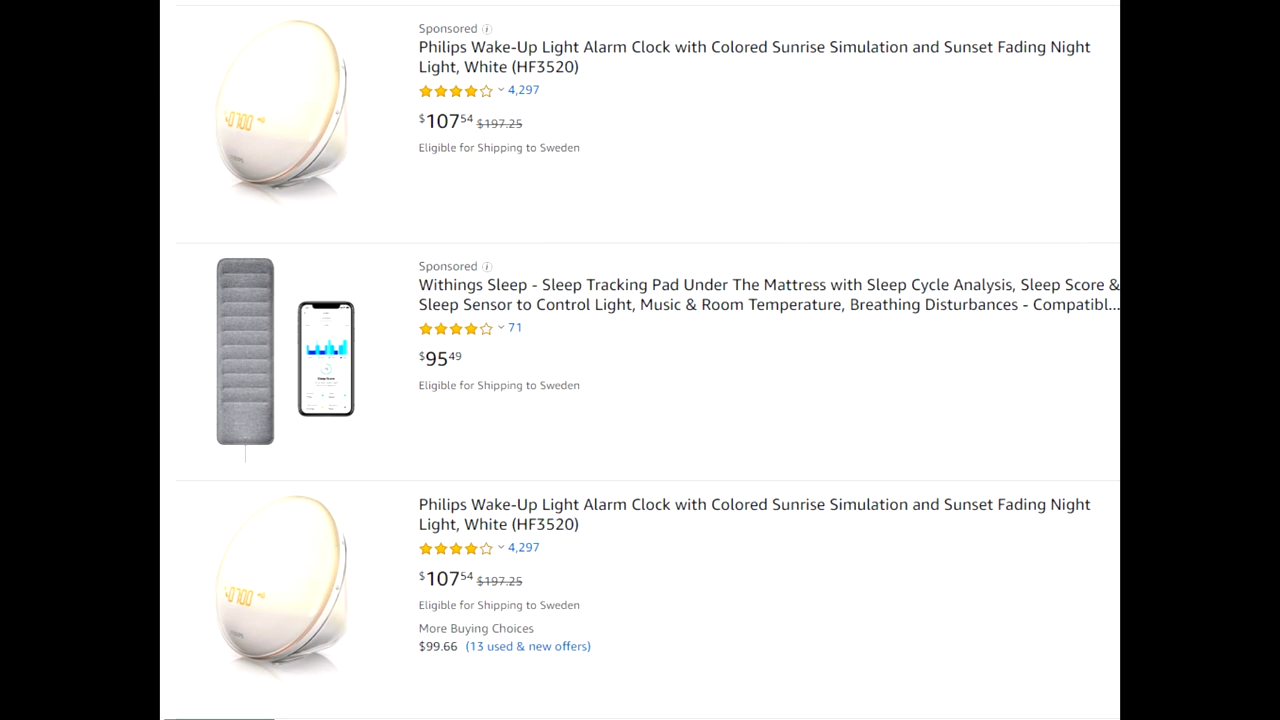 Sponsored
Philips Wake-Up Light Alarm Clock with Colored Sunrise Simulation and Sunset Fading Night
Light, White (HF3520)
4,297
$107.54 $197.25
Eligible for Shipping to Sweden
Sponsored
Withings Sleep - Sleep Tracking Pad Under The Mattress with Sleep Cycle Analysis, Sleep Score &
Sleep Sensor to Control Light, Music & Room Temperature, Breathing Disturbances - Compatibl...
71
$95.49
Eligible for Shipping to Sweden
Philips Wake-Up Light Alarm Clock with Colored Sunrise Simulation and Sunset Fading Night
Light, White (HF3520)
4,297
$107.54 $197.25
Eligible for Shipping to Sweden
More Buying Choices
$99.66 (13 used & new offers)